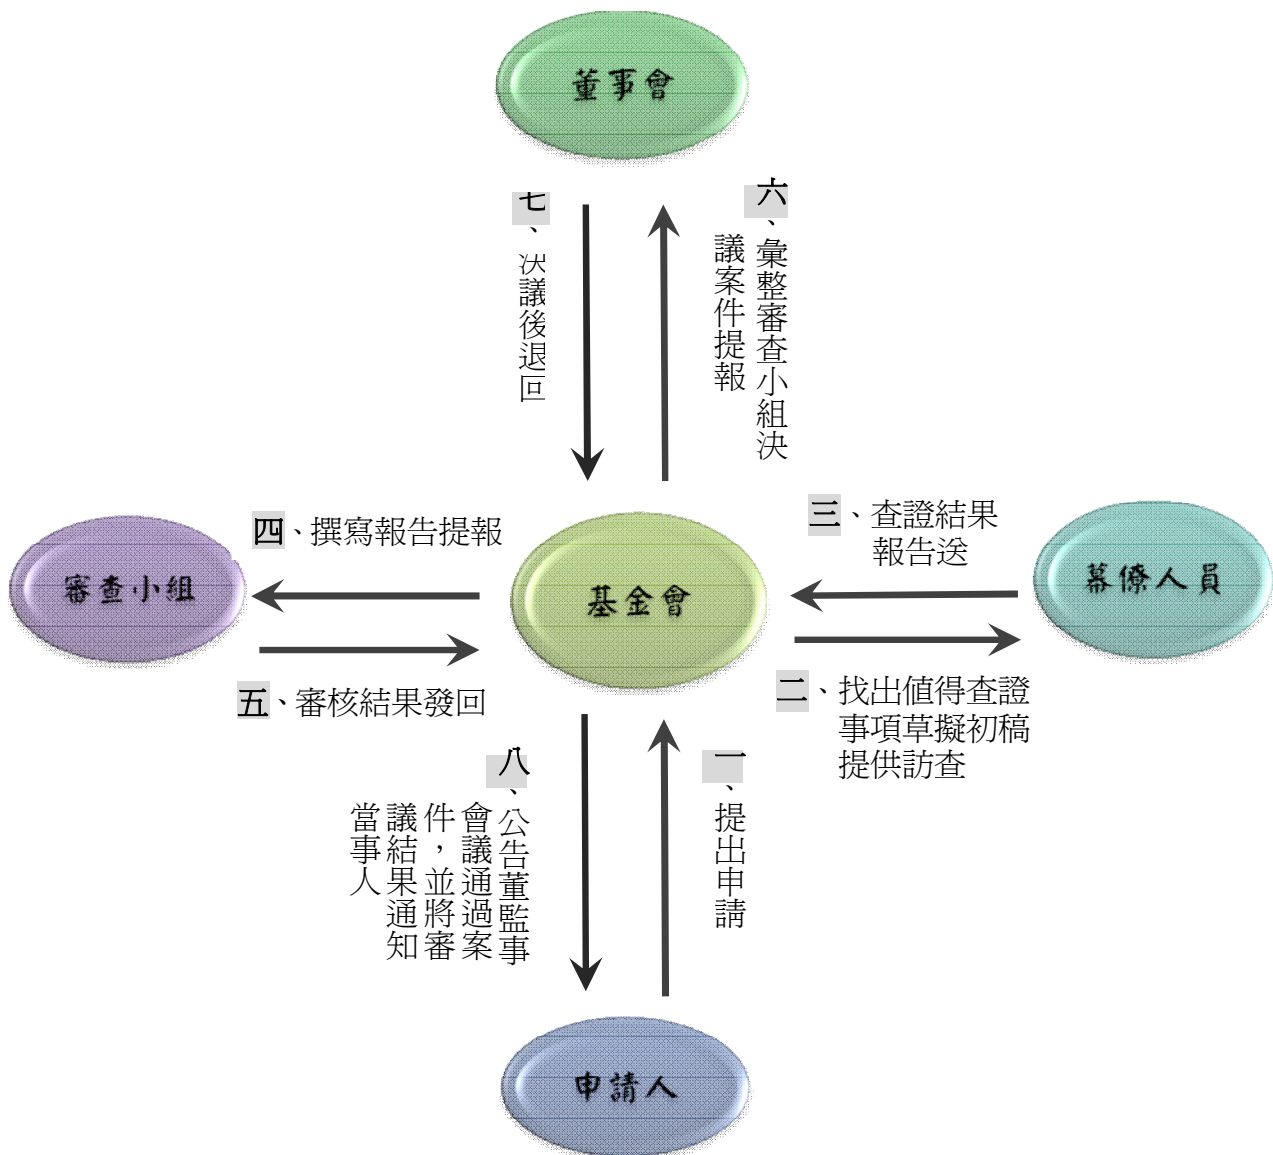 董事會
七、決議後退回
六、彙整審查小組決
議案件提報
四、撰寫報告提報
三、查證結果
報告送
審查小組
基金會
幕僚人員
五、審核結果發回
二、找出值得查證
事項草擬初稿
提供訪查
八、公告董監事
會議通過案
件，並將審
議結果通知
當事人
一、提出申請
申請人